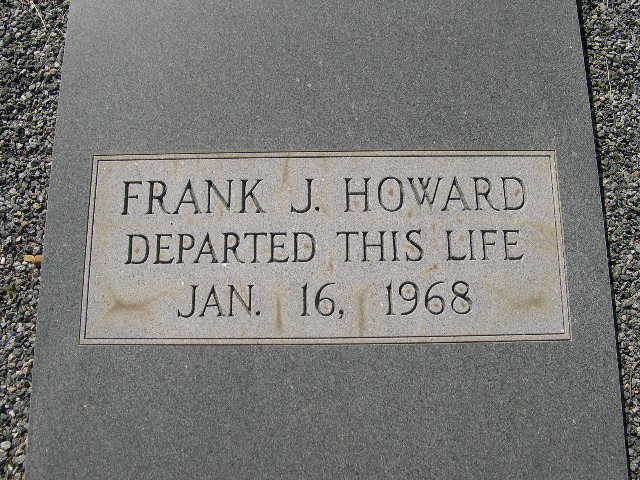 FRANK J. HOWARD
DEPARTED THIS LIFE
JAN. 16, 1968